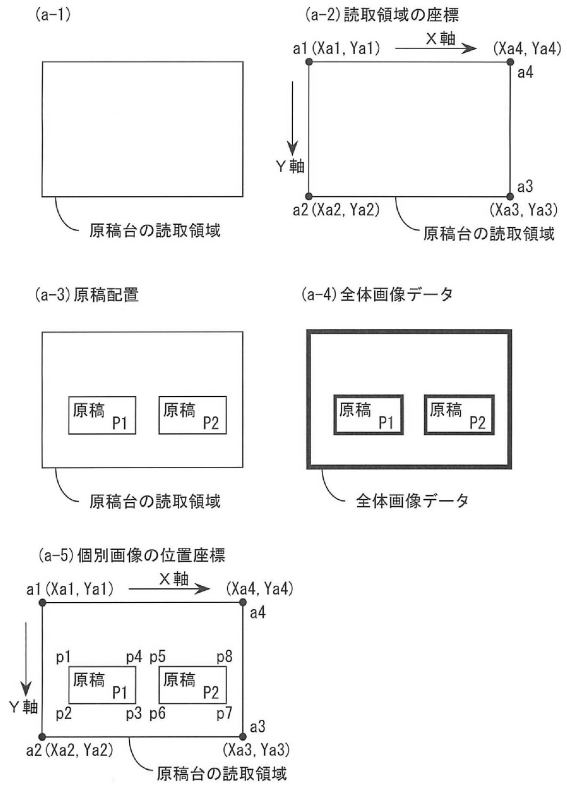 (a-1)
原稿台の読取領域
(a-2)読取領域の座標
a1(Xa1, Ya1)
X軸
(Xa4, Ya4)
a4
Y軸
a3
a2(Xa2, Ya2)
(Xa3, Ya3)
原稿台の読取領域
(a-3)原稿配置
原稿
P1
原稿
P2
原稿台の読取領域
(a-4)全体画像データ
原稿
P1
原稿
P2
全体画像データ
(a-5)個別画像の位置座標
a1(Xa1, Ya1)
X軸
(Xa4, Ya4)
a4
p1
p4
p5
p8
原稿
P1
原稿
P2
Y軸
p2
p3
p6
p7
a3
a2(Xa2, Ya2)
(Xa3, Ya3)
原稿台の読取領域